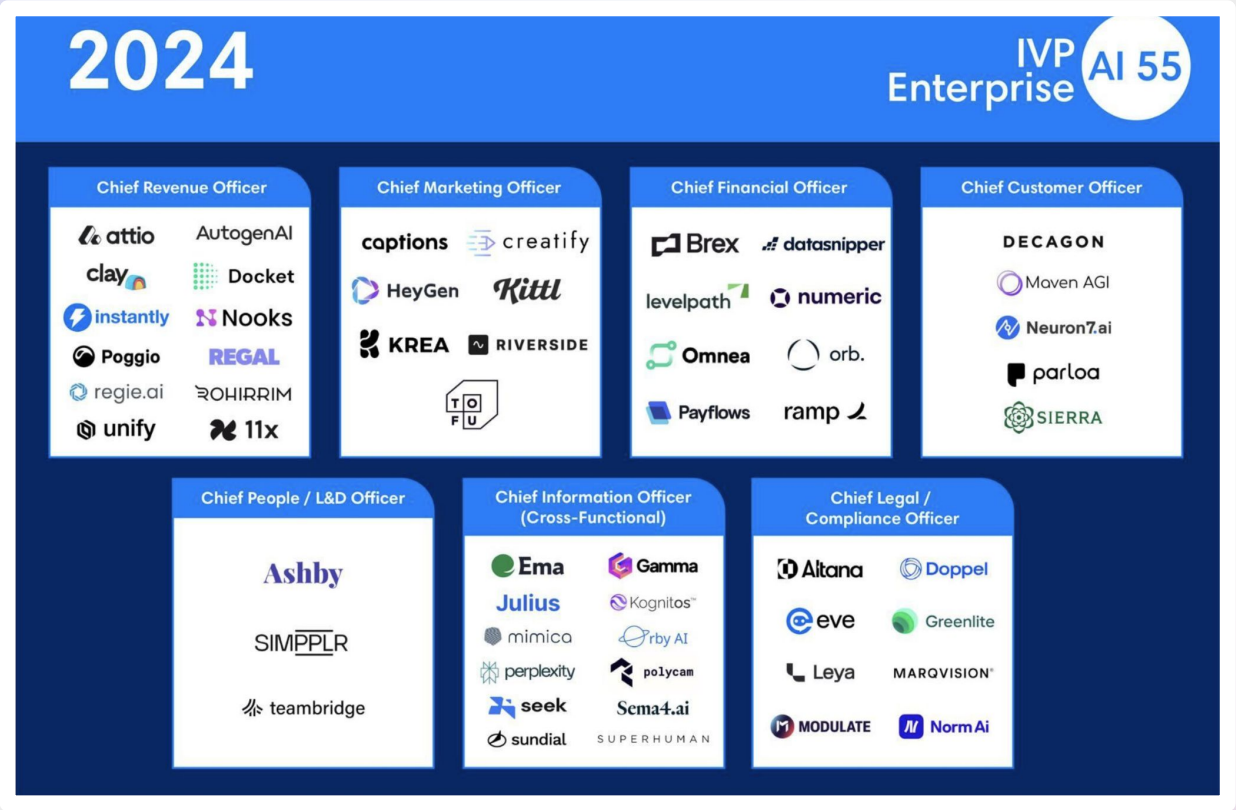 2024
IVP
Enterprise
AI 55
Chief Revenue Officer
attio
AutogenAI
clay
Docket
instantly
Nooks
Poggio
REGAL
regie.ai
ROHIRRIM
unify
11x
Chief Marketing Officer
captions
creatify
HeyGen
Kittl
KREA
RIVERSIDE
TO
FU
Chief Financial Officer
Brex
datasnipper
levelpath
numeric
Omnea
orb.
Payflows
ramp
Chief Customer Officer
DECAGON
Maven AGI
Neuron7.ai
parloa
SIERRA
Chief People / L&D Officer
Ashby
SIMPPLR
teambridge
Chief Information Officer
(Cross-Functional)
Ema
Gamma
Julius
Kognitos™
mimica
Orby AI
perplexity
polycam
seek
Sema4.ai
sundial
SUPERHUMAN
Chief Legal /
Compliance Officer
Altana
Doppel
eve
Greenlite
Leya
MARQVISION®
MODULATE
Norm Ai